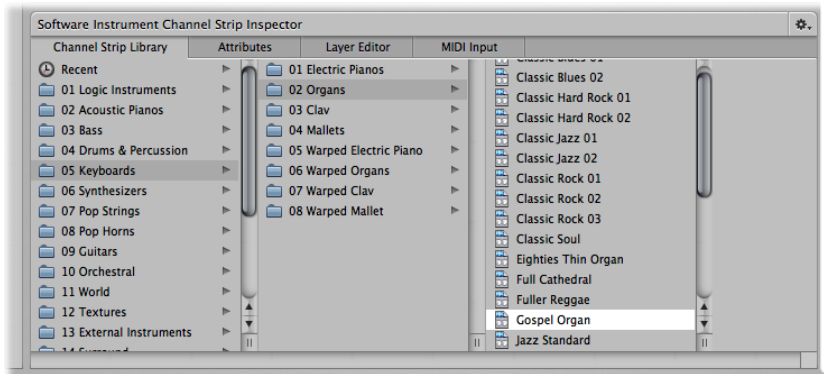 Software Instrument Channel Strip Inspector
Channel Strip Library
Attributes
Layer Editor
MIDI Input
Recent
01 Logic Instruments
02 Acoustic Pianos
03 Bass
04 Drums & Percussion
05 Keyboards
06 Synthesizers
07 Pop Strings
08 Pop Horns
09 Guitars
10 Orchestral
11 World
12 Textures
13 External Instruments
14 Surround
01 Electric Pianos
02 Organs
03 Clav
04 Mallets
05 Warped Electric Piano
06 Warped Organs
07 Warped Clav
08 Warped Mallet
Classic Blues 01
Classic Blues 02
Classic Hard Rock 01
Classic Hard Rock 02
Classic Jazz 01
Classic Jazz 02
Classic Rock 01
Classic Rock 02
Classic Rock 03
Classic Soul
Eighties Thin Organ
Full Cathedral
Fuller Reggae
Gospel Organ
Jazz Standard